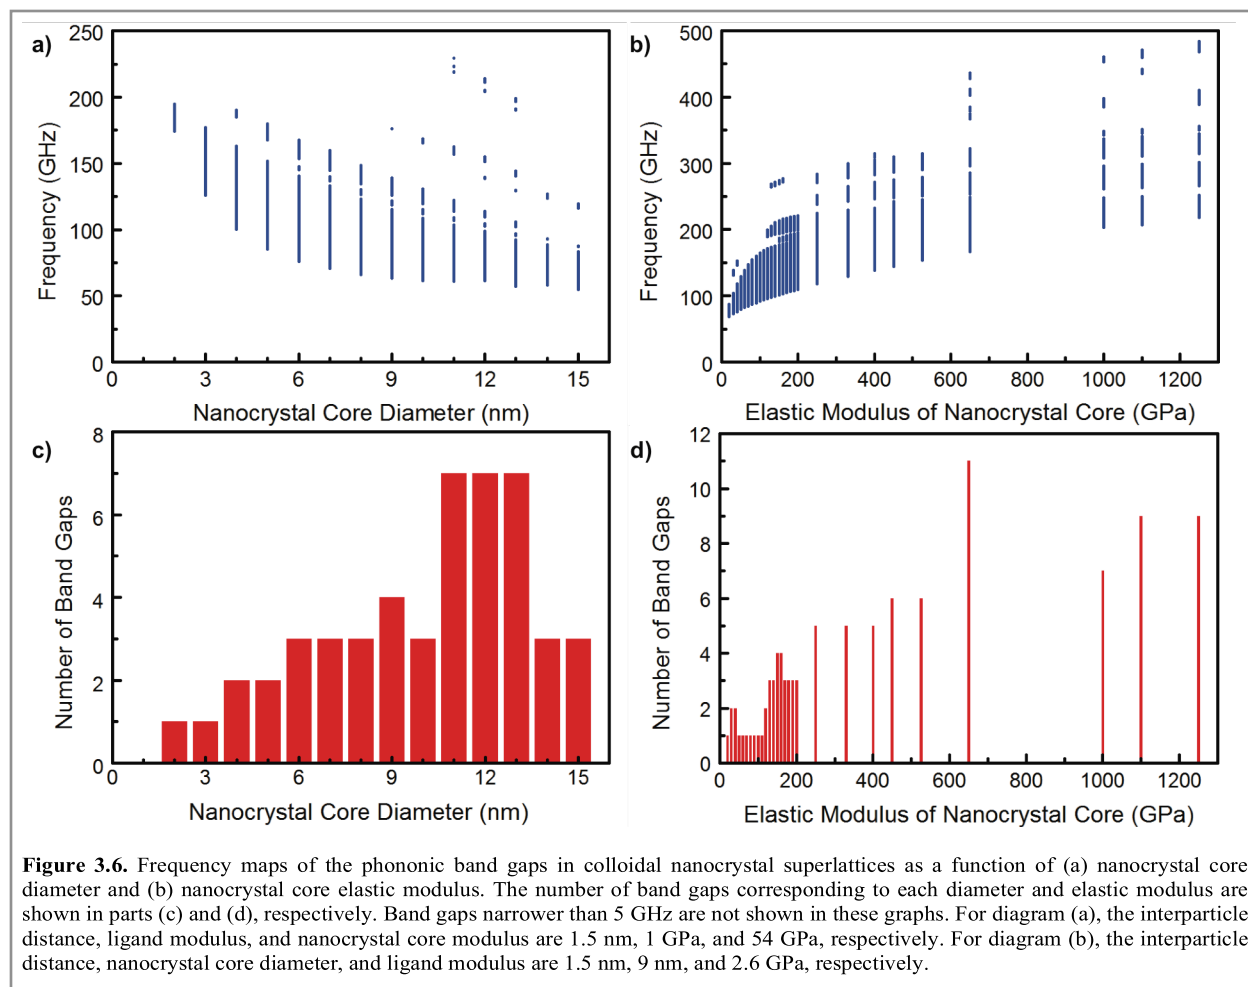 a)
250
200
150
100
50
0
Frequency (GHz)
0 3 6 9 12 15
Nanocrystal Core Diameter (nm)
b)
500
400
300
200
100
0
Frequency (GHz)
0 200 400 600 800 1000 1200
Elastic Modulus of Nanocrystal Core (GPa)
c)
8
6
4
2
0
Number of Band Gaps
0 3 6 9 12 15
Nanocrystal Core Diameter (nm)
d)
12
10
8
6
4
2
0
Number of Band Gaps
0 200 400 600 800 1000 1200
Elastic Modulus of Nanocrystal Core (GPa)
Figure 3.6. Frequency maps of the phononic band gaps in colloidal nanocrystal superlattices as a function of (a) nanocrystal core
diameter and (b) nanocrystal core elastic modulus. The number of band gaps corresponding to each diameter and elastic modulus are
shown in parts (c) and (d), respectively. Band gaps narrower than 5 GHz are not shown in these graphs. For diagram (a), the interparticle
distance, ligand modulus, and nanocrystal core modulus are 1.5 nm, 1 GPa, and 54 GPa, respectively. For diagram (b), the interparticle
distance, nanocrystal core diameter, and ligand modulus are 1.5 nm, 9 nm, and 2.6 GPa, respectively.